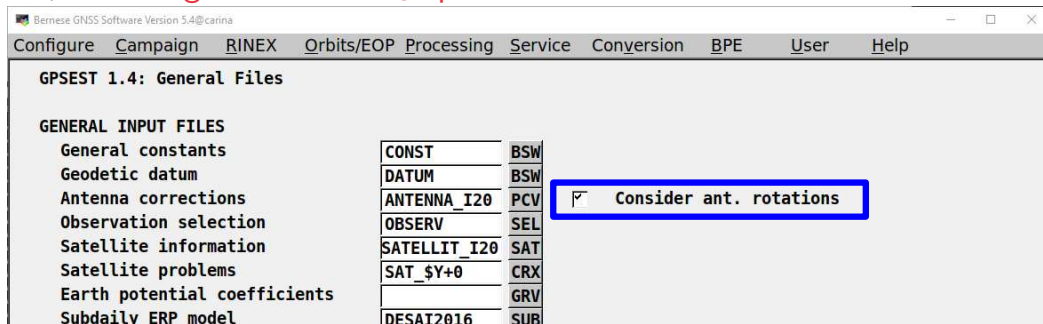 Bernese GNSS Software Version 5.4@carina
Configure Campaign RINEX Orbits/EOP Processing Service Conversion BPE User Help
GPSEST 1.4: General Files
GENERAL INPUT FILES
General constants CONST BSW
Geodetic datum DATUM BSW
Antenna corrections ANTENNA_I20 PCV Consider ant. rotations
Observation selection OBSERV SEL
Satellite information SATELLIT_I20 SAT
Satellite problems SAT_$Y+0 CRX
Earth potential coefficients GRV
Subdaily ERP model DESAI2016 SUB